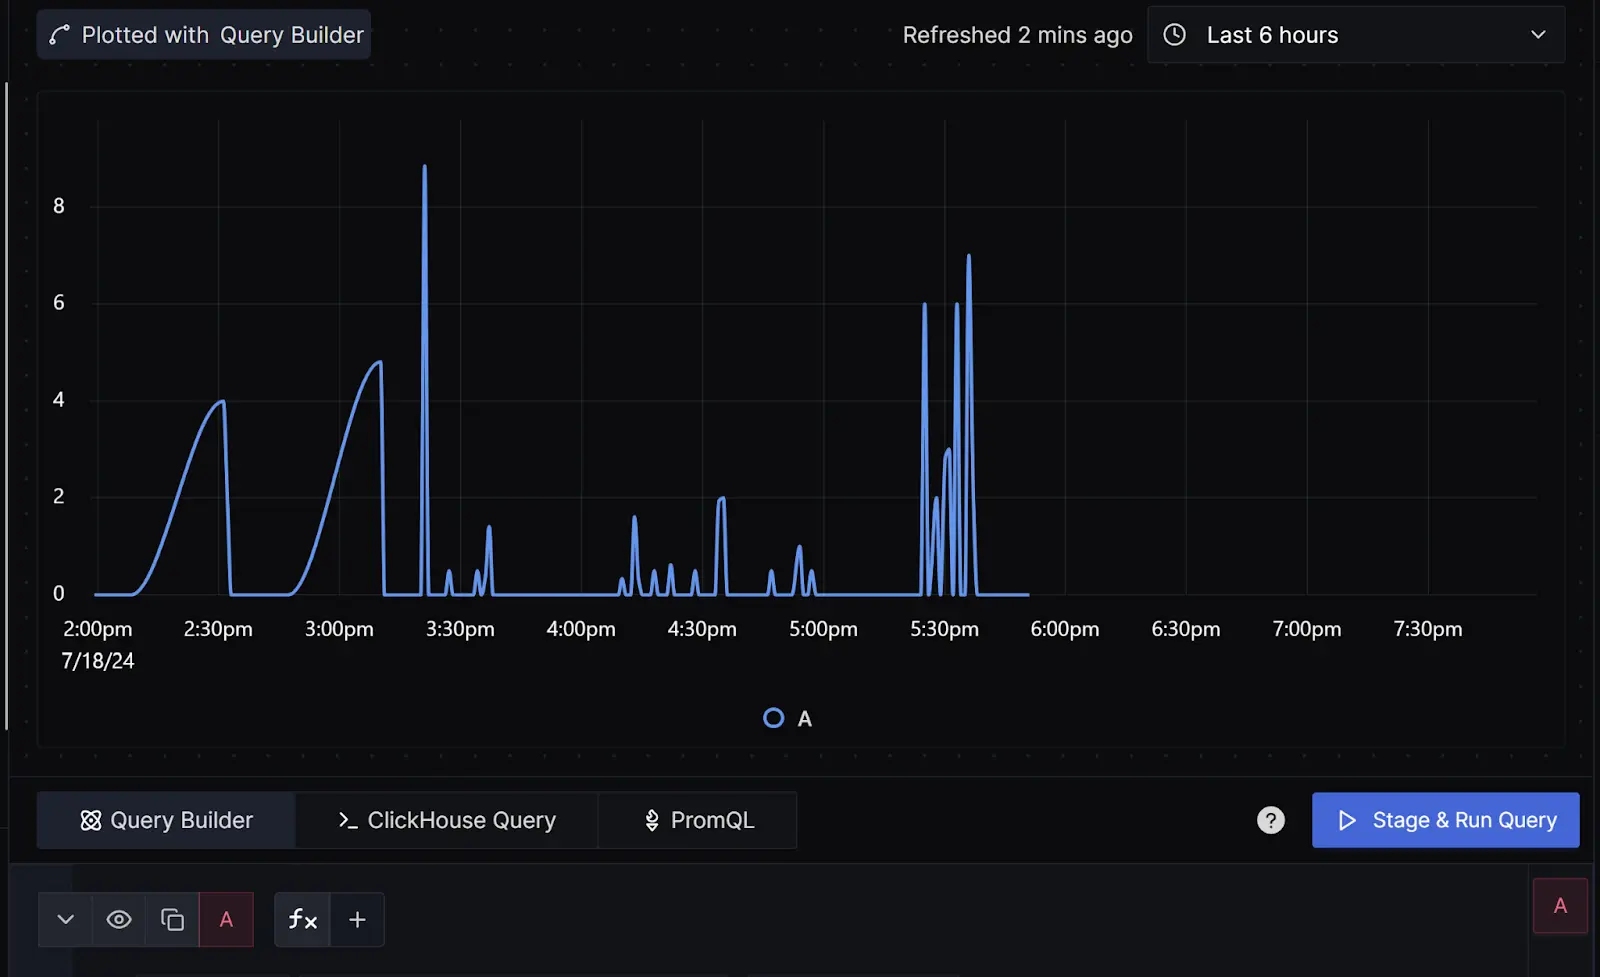 Plotted with Query Builder
Refreshed 2 mins ago
Last 6 hours
8
6
4
2
0
2:00pm 2:30pm 3:00pm 3:30pm 4:00pm 4:30pm 5:00pm 5:30pm 6:00pm 6:30pm 7:00pm 7:30pm
7/18/24
A
Query Builder
>_ ClickHouse Query
PromQL
?
Stage & Run Query
A
fx
+
A